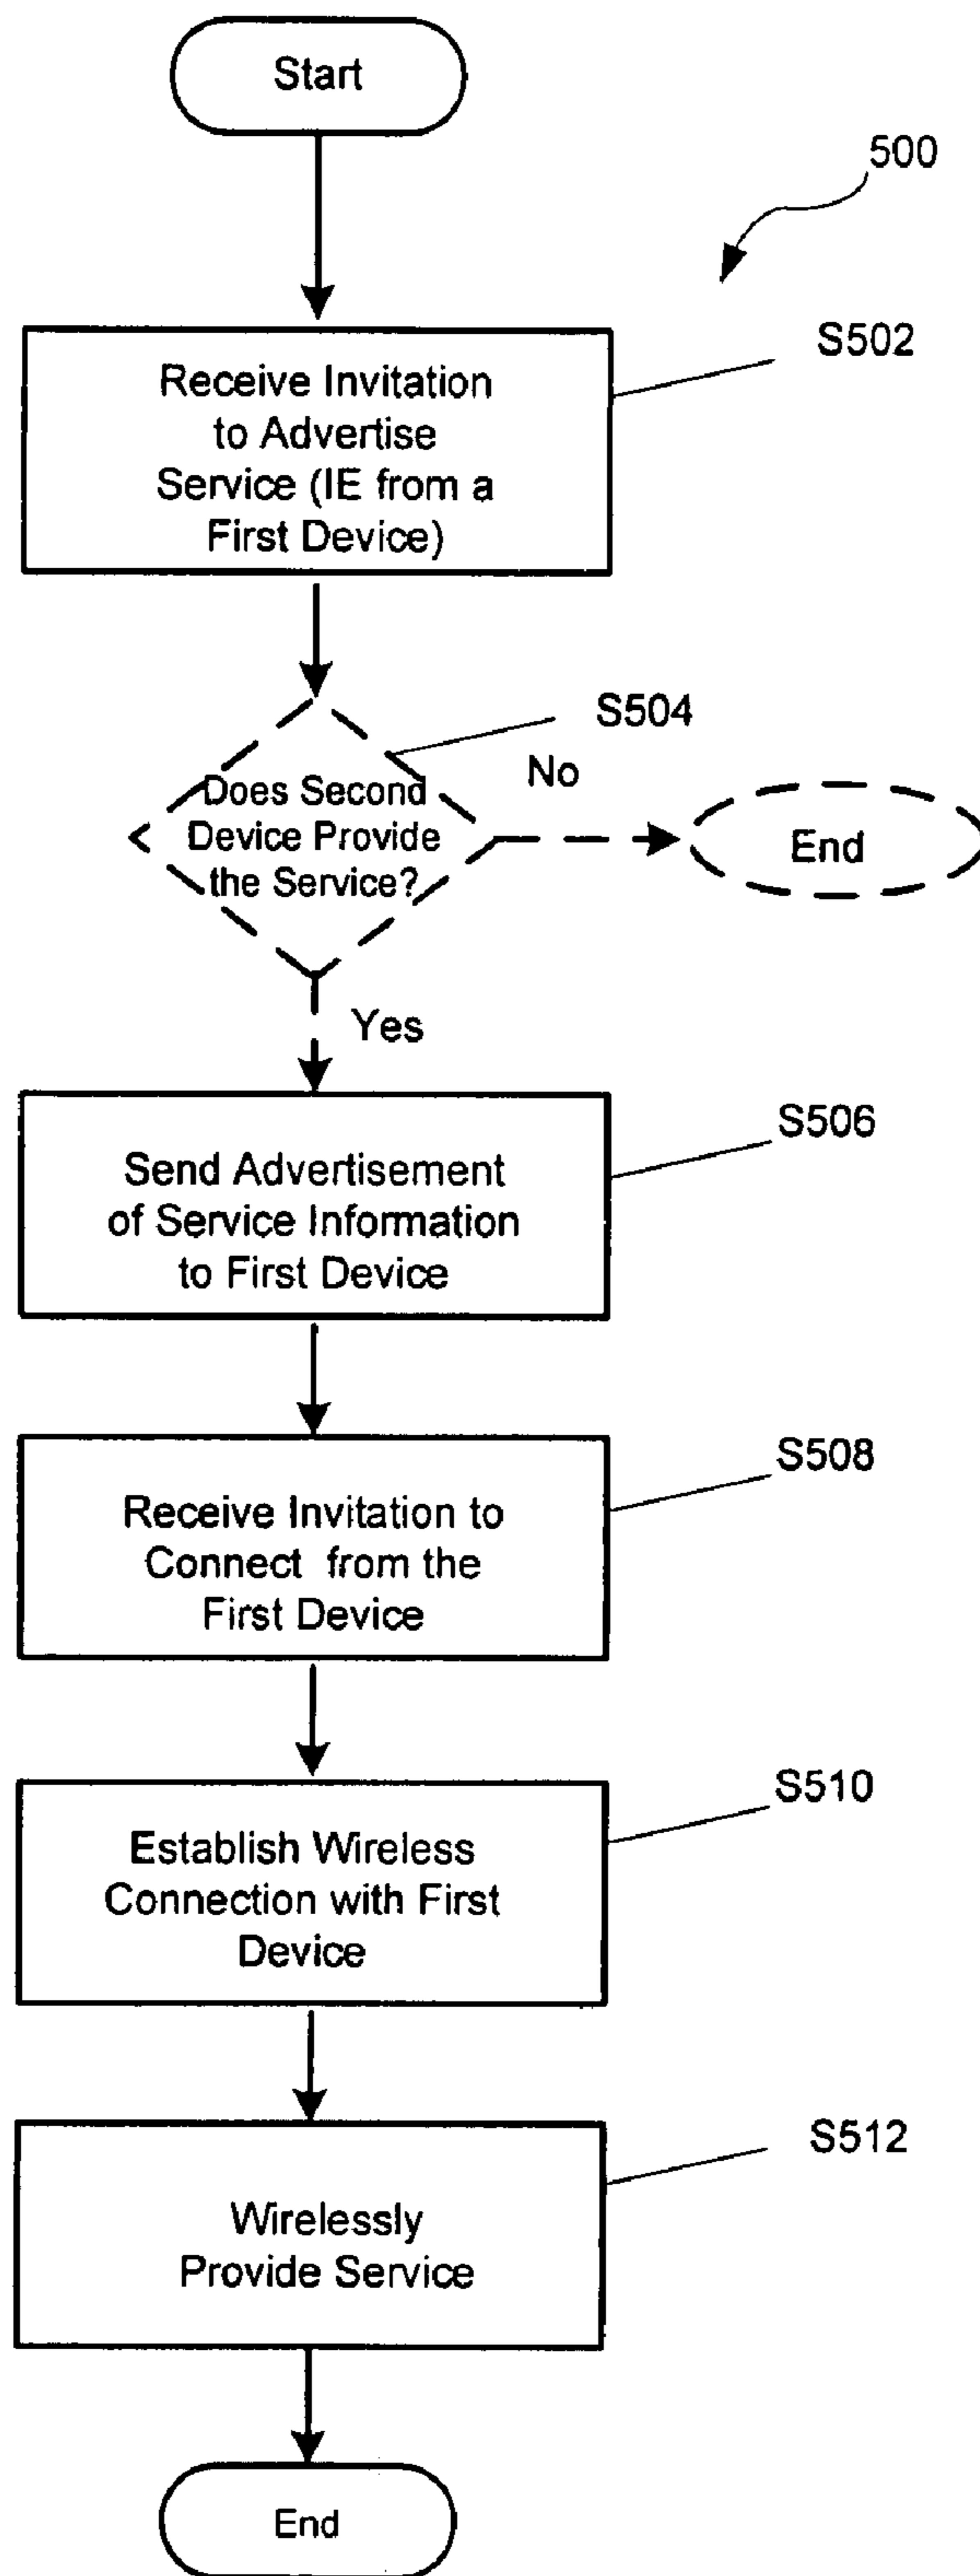 Start
500
S502
Receive Invitation
to Advertise
Service (IE from a
First Device)
S504
No
Does Second
Device Provide
the Service?
End
Yes
S506
Send Advertisement
of Service Information
to First Device
S508
Receive Invitation to
Connect from the
First Device
S510
Establish Wireless
Connection with First
Device
S512
Wirelessly
Provide Service
End